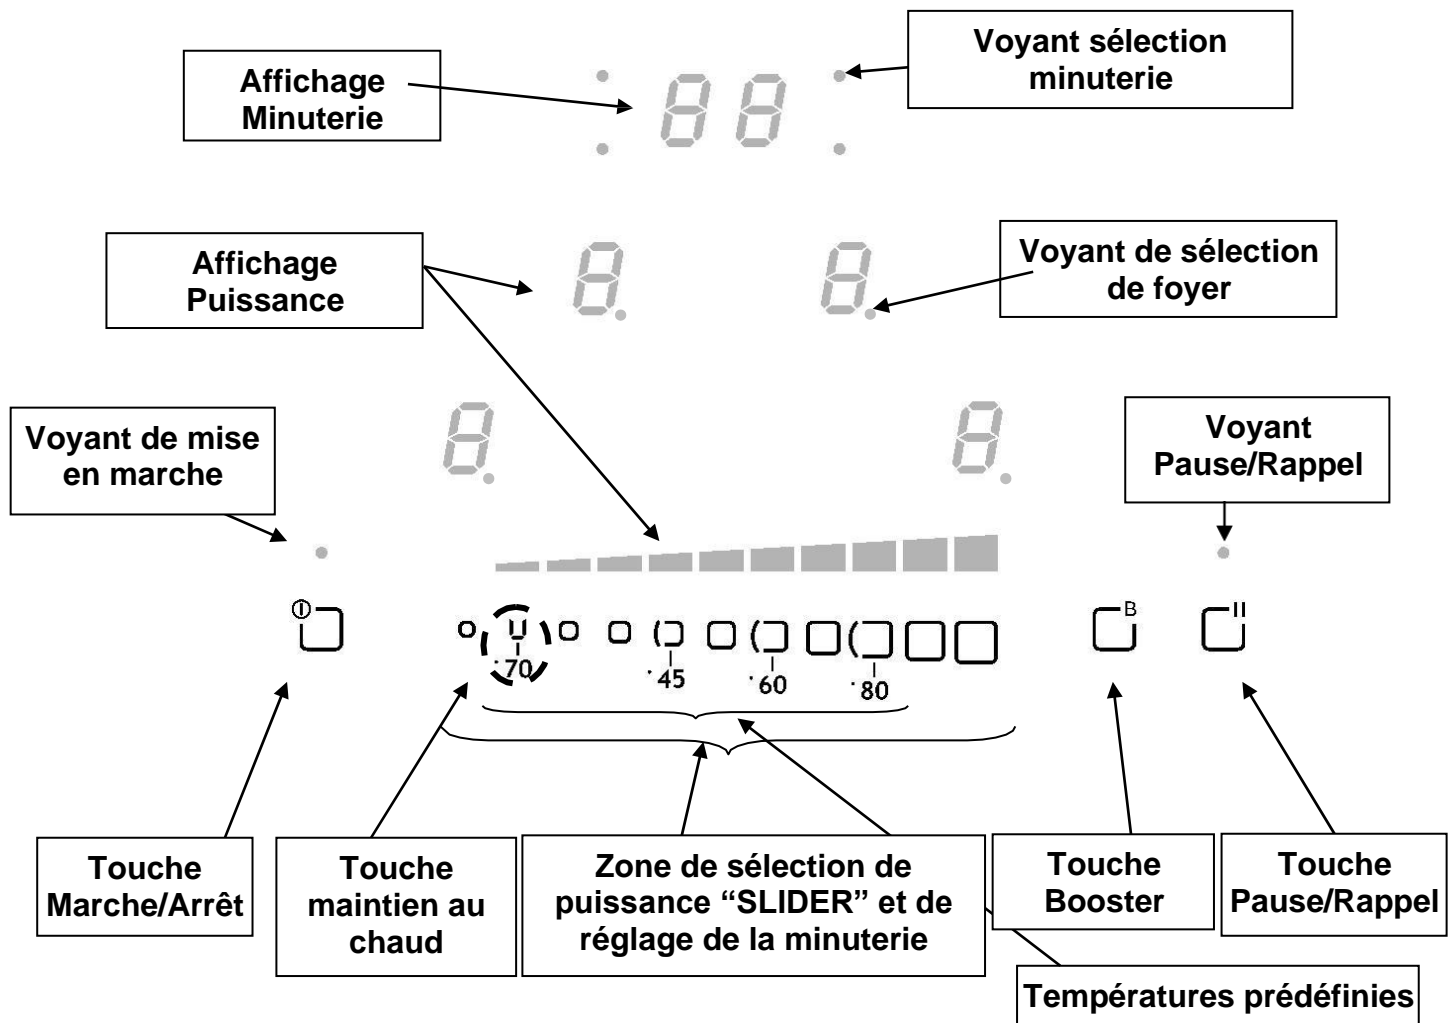 Affichage
Minuterie
Voyant sélection
minuterie
Affichage
Puissance
Voyant de sélection
de foyer
Voyant de mise
en marche
Voyant
Pause/Rappel
B
II
U
70
45
60
80
Touche
Marche/Arrêt
Touche
maintien au
chaud
Zone de sélection de
puissance “SLIDER” et de
réglage de la minuterie
Touche
Booster
Touche
Pause/Rappel
Températures prédéfinies